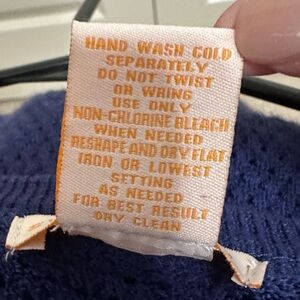 HAND WASH COLD
SEPARATELY
DO NOT TWIST
OR WRING
USE ONLY
NON-CHLORINE BLEACH
WHEN NEEDED
RESHAPE AND DRY FLAT
IRON OR LOWEST
SETTING
AS NEEDED
FOR BEST RESULT
DRY CLEAN